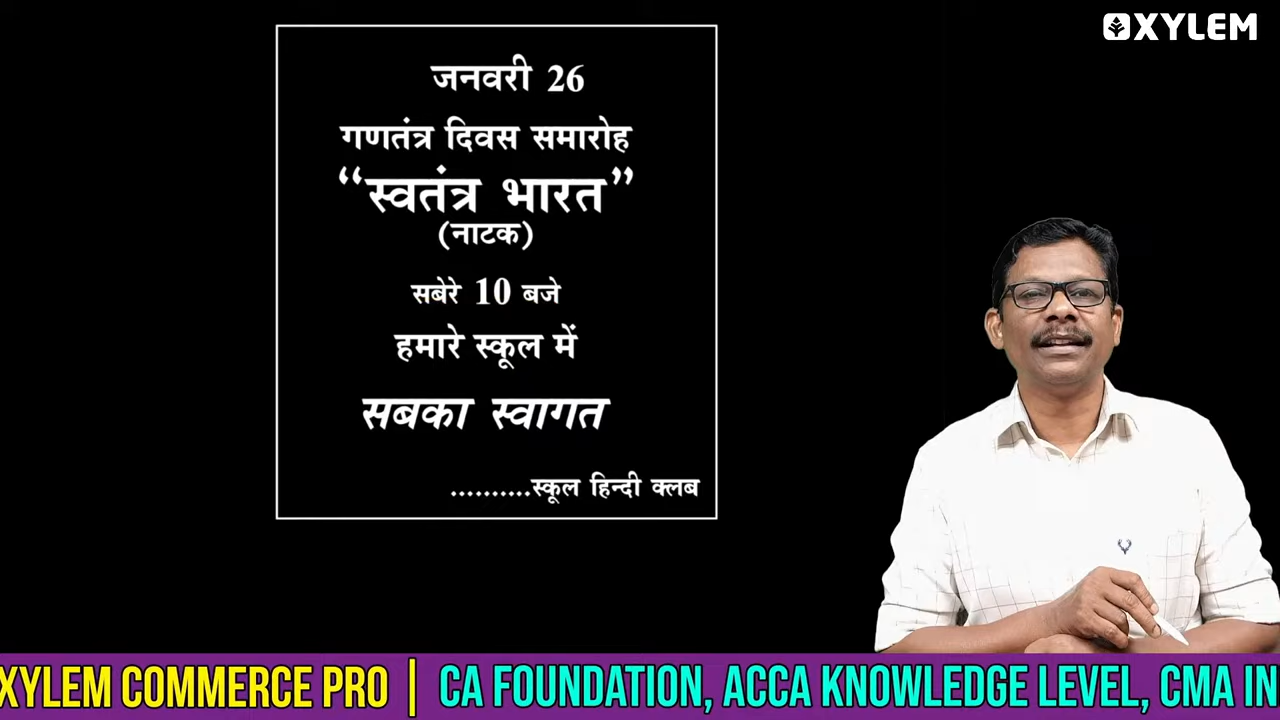 OXYLEM
जनवरी 26
गणतंत्र दिवस समारोह
“स्वतंत्र भारत”
(नाटक)
सबेरे 10 बजे
हमारे स्कूल में
सबका स्वागत
..........स्कूल हिन्दी क्लब
XYLEM COMMERCE PRO | CA FOUNDATION, ACCA KNOWLEDGE LEVEL, CMA IN